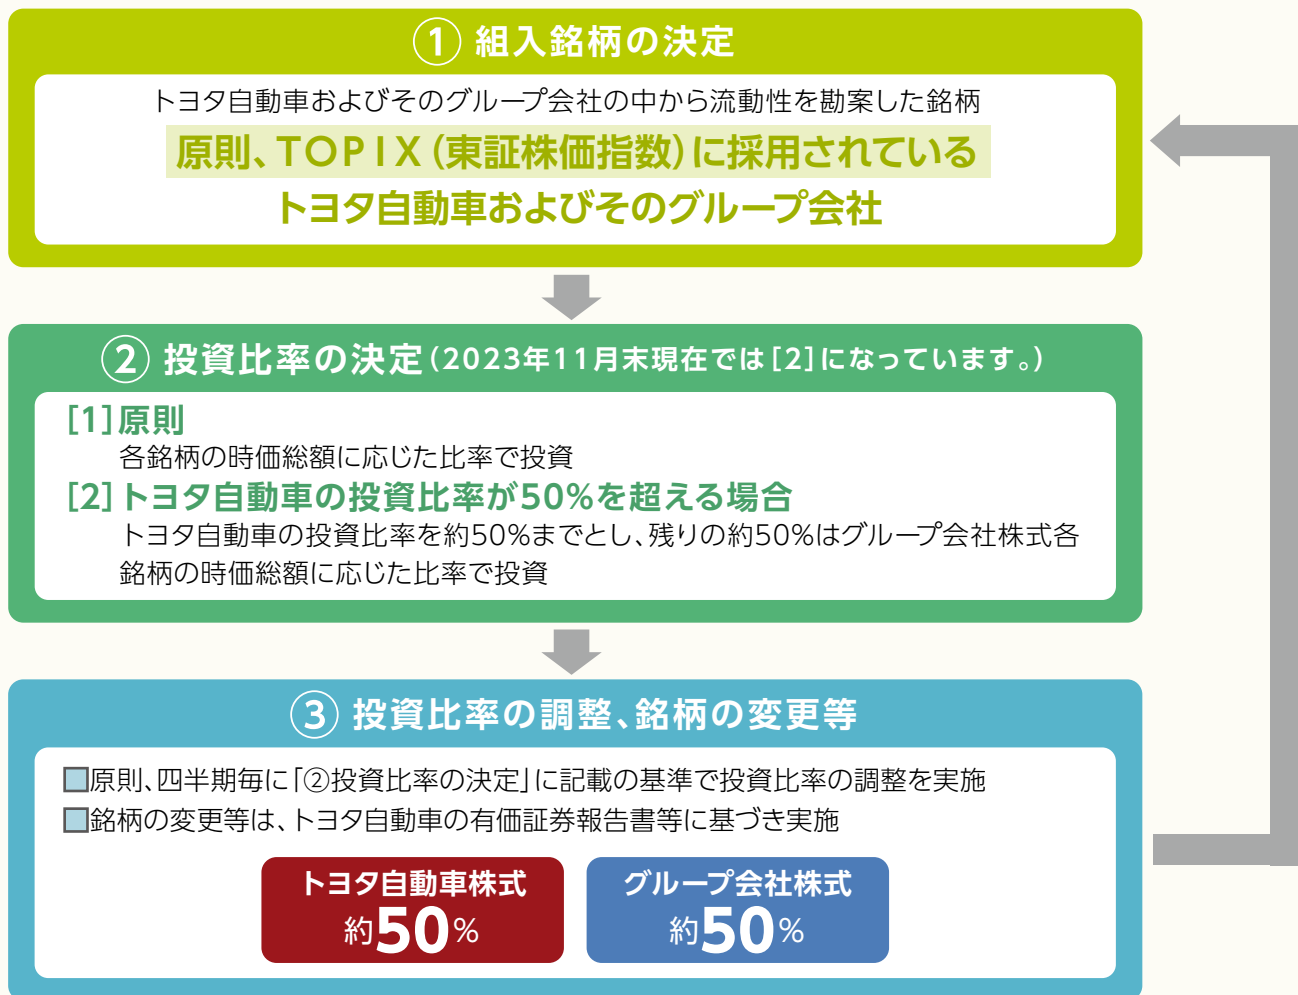 ① 組入銘柄の決定
トヨタ自動車およびそのグループ会社の中から流動性を勘案した銘柄
原則、TOPIX（東証株価指数）に採用されている
トヨタ自動車およびそのグループ会社
② 投資比率の決定（2023年11月末現在では[2]になっています。）
[1]原則
各銘柄の時価総額に応じた比率で投資
[2]トヨタ自動車の投資比率が50%を超える場合
トヨタ自動車の投資比率を約50%までとし、残りの約50%はグループ会社株式各
銘柄の時価総額に応じた比率で投資
③ 投資比率の調整、銘柄の変更等
■原則、四半期毎に「②投資比率の決定」に記載の基準で投資比率の調整を実施
■銘柄の変更等は、トヨタ自動車の有価証券報告書等に基づき実施
トヨタ自動車株式
約50%
グループ会社株式
約50%